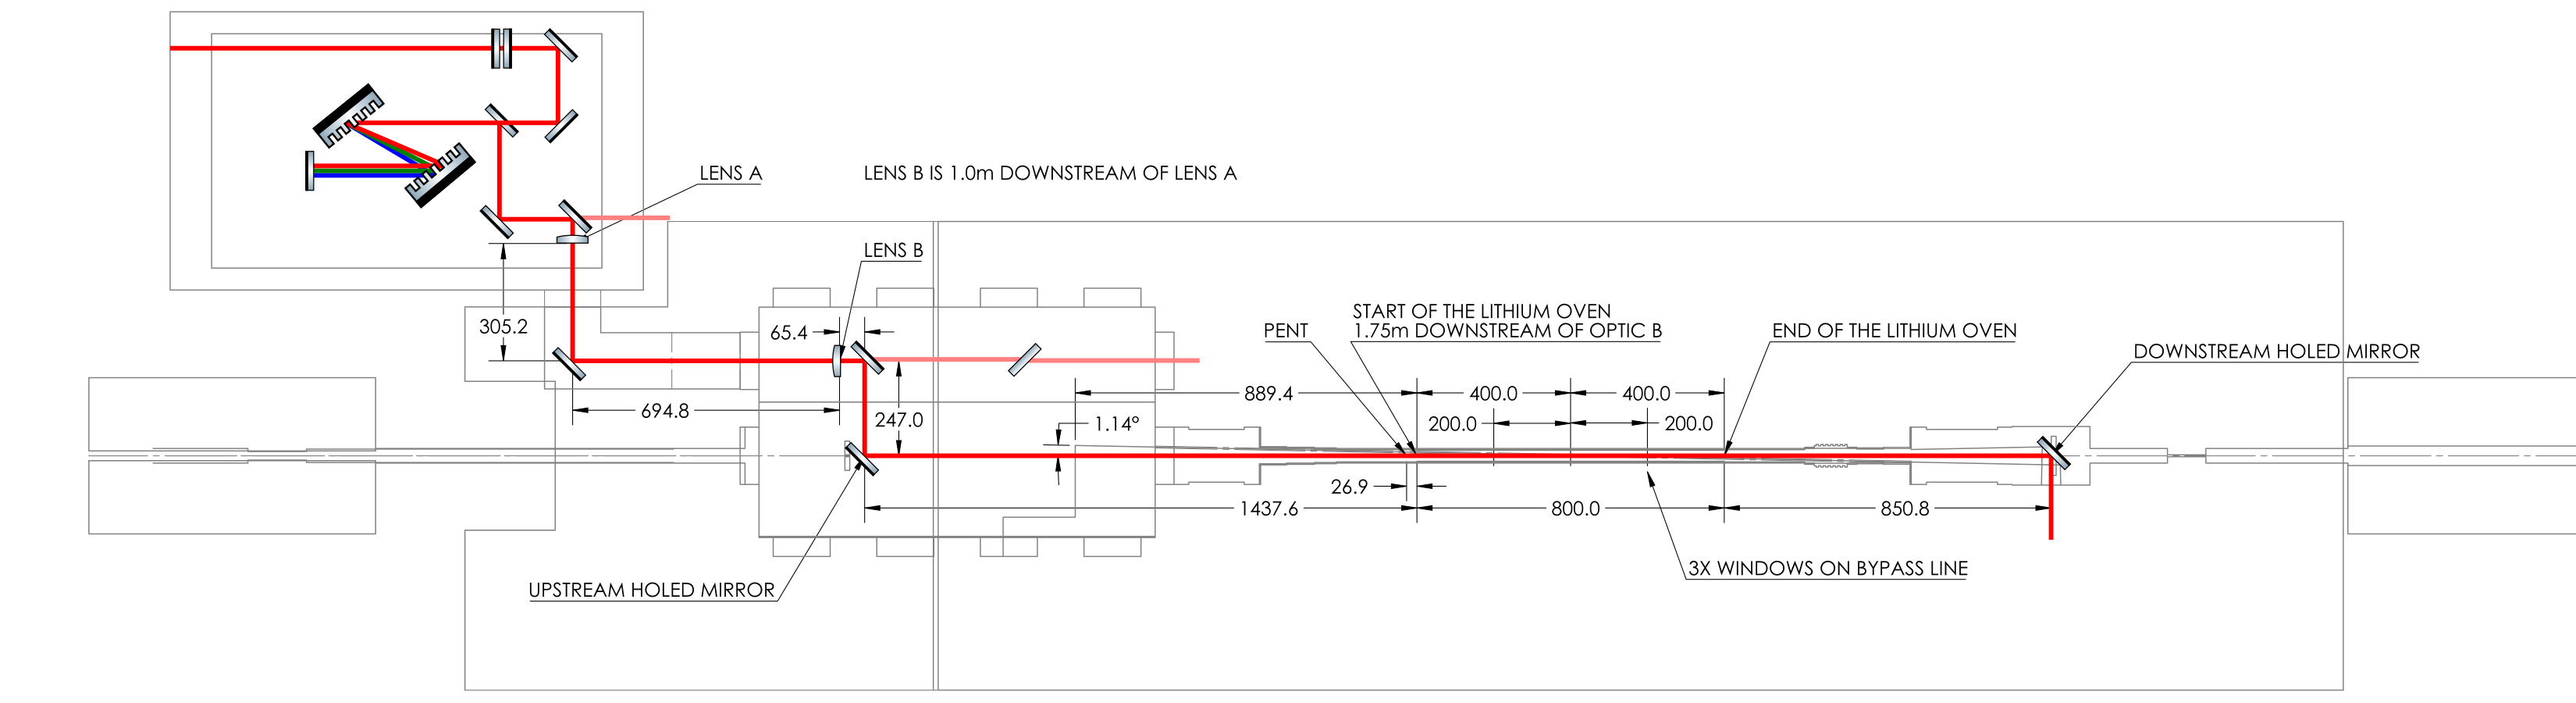 LENS A
LENS B IS 1.0m DOWNSTREAM OF LENS A
LENS B
305.2
65.4
694.8
247.0
PENT
START OF THE LITHIUM OVEN
1.75m DOWNSTREAM OF OPTIC B
END OF THE LITHIUM OVEN
DOWNSTREAM HOLED MIRROR
889.4
400.0
400.0
1.14°
200.0
200.0
26.9
1437.6
800.0
850.8
3X WINDOWS ON BYPASS LINE
UPSTREAM HOLED MIRROR